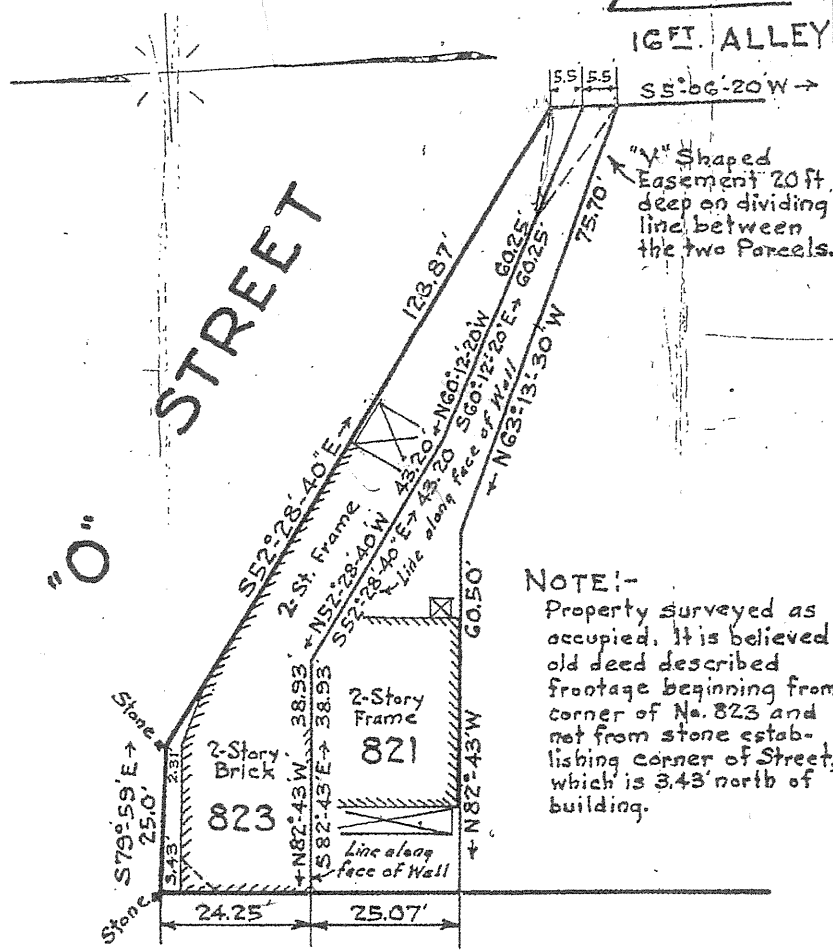 16FT. ALLEY
5.5 5.5
S5°-06'-20"W →
"V" Shaped
Easement 20 ft.
deep on dividing
line between
the two Parcels.
STREET
"O"
123.87'
S52°-28'-40"E →
60.25'
← N60°-12'-20"W
S60°-12'-20"E → 60.25'
75.70'
← N63°-13'-30"W
43.20'
← N52°-28'-40"W
S52°-28'-40"E → 43.20
← Line along face of Wall
2-St. Frame
60.50'
← N82°-43'W
NOTE:-
Property surveyed as
occupied. It is believed
old deed described
frontage beginning from
corner of No. 823 and
not from stone estab-
lishing corner of Street,
which is 3.43' north of
building.
Stone
S79°-59'E →
25.0'
2.31'
3.43'
2-Story
Brick
823
← N82°-43'W 38.93'
S82°-43'E → 38.93
2-Story
Frame
821
Line along
face of Wall
Stone
24.25'
25.07'